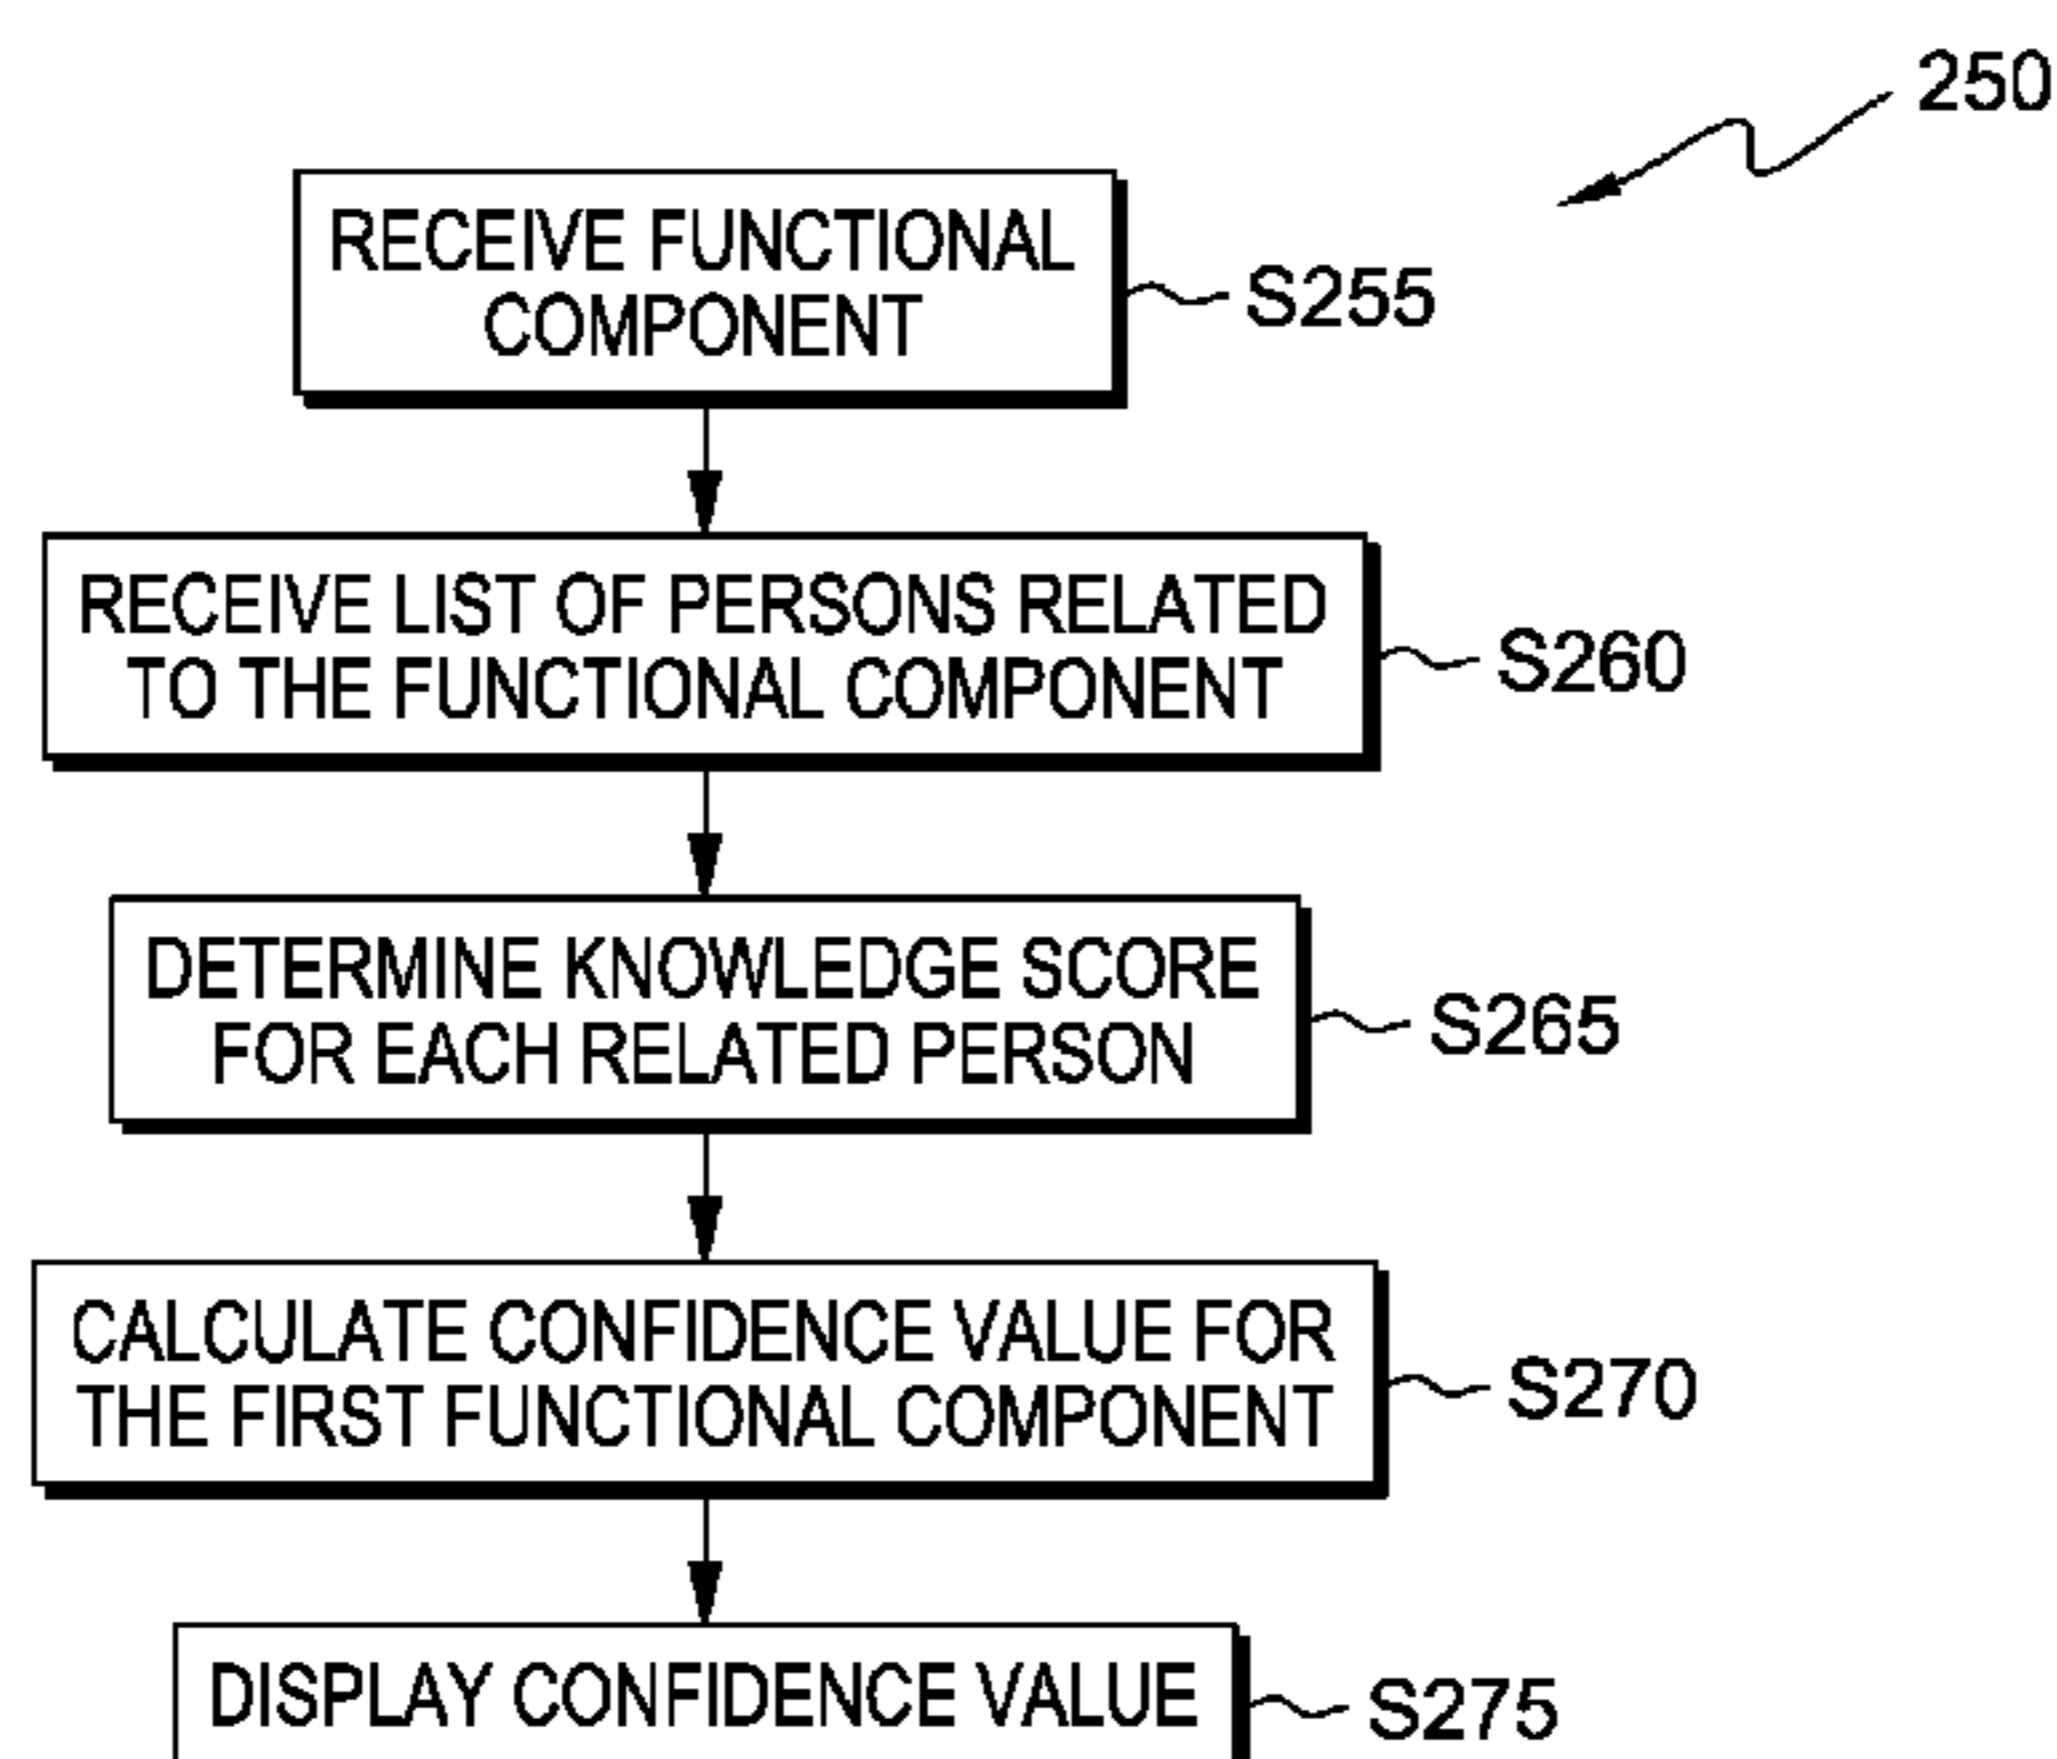 250
RECEIVE FUNCTIONAL
COMPONENT
S255
RECEIVE LIST OF PERSONS RELATED
TO THE FUNCTIONAL COMPONENT
S260
DETERMINE KNOWLEDGE SCORE
FOR EACH RELATED PERSON
S265
CALCULATE CONFIDENCE VALUE FOR
THE FIRST FUNCTIONAL COMPONENT
S270
DISPLAY CONFIDENCE VALUE
S275